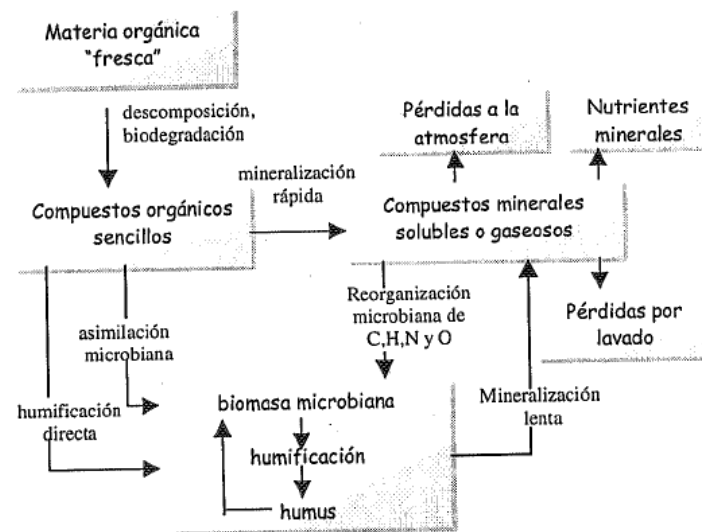 Materia orgánica
“fresca”
descomposición,
biodegradación
Pérdidas a la
atmosfera
Nutrientes
minerales
mineralización
rápida
Compuestos orgánicos
sencillos
Compuestos minerales
solubles o gaseosos
Reorganización
microbiana de
C,H,N y O
Pérdidas por
lavado
asimilación
microbiana
humificación
directa
biomasa microbiana
humificación
humus
Mineralización
lenta